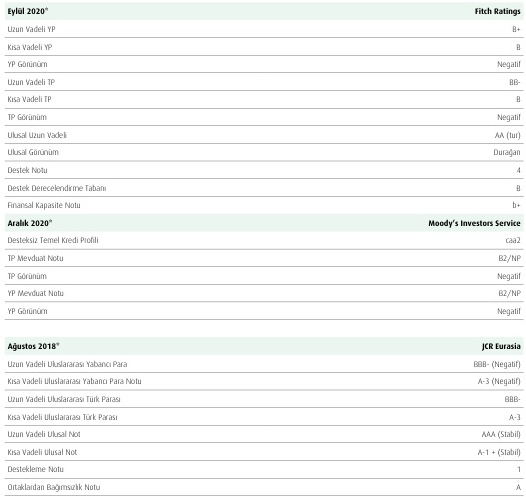 Eylül 2020* Fitch Ratings
Uzun Vadeli YP B+
Kısa Vadeli YP B
YP Görünüm Negatif
Uzun Vadeli TP BB-
Kısa Vadeli TP B
TP Görünüm Negatif
Ulusal Uzun Vadeli AA (tur)
Ulusal Görünüm Durağan
Destek Notu 4
Destek Derecelendirme Tabanı B
Finansal Kapasite Notu b+
Aralık 2020* Moody's Investors Service
Desteksiz Temel Kredi Profili caa2
TP Mevduat Notu B2/NP
TP Görünüm Negatif
YP Mevduat Notu B2/NP
YP Görünüm Negatif
Ağustos 2018* JCR Eurasia
Uzun Vadeli Uluslararası Yabancı Para BBB- (Negatif)
Kısa Vadeli Uluslararası Yabancı Para Notu A-3 (Negatif)
Uzun Vadeli Uluslararası Türk Parası BBB-
Kısa Vadeli Uluslararası Türk Parası A-3
Uzun Vadeli Ulusal Not AAA (Stabil)
Kısa Vadeli Ulusal Not A-1 + (Stabil)
Destekleme Notu 1
Ortaklardan Bağımsızlık Notu A